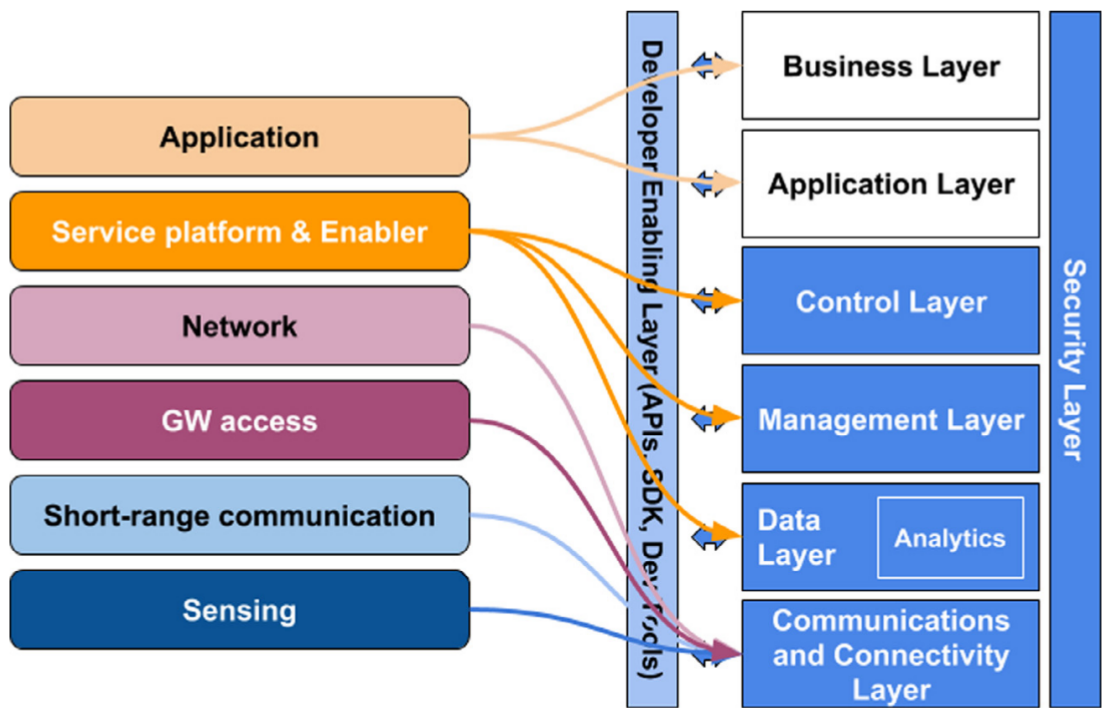 Application
Service platform & Enabler
Network
GW access
Short-range communication
Sensing
Developer Enabling Layer (APIs, SDK, Dev Tools)
Business Layer
Application Layer
Control Layer
Management Layer
Data
Layer
Analytics
Communications
and Connectivity
Layer
Security Layer